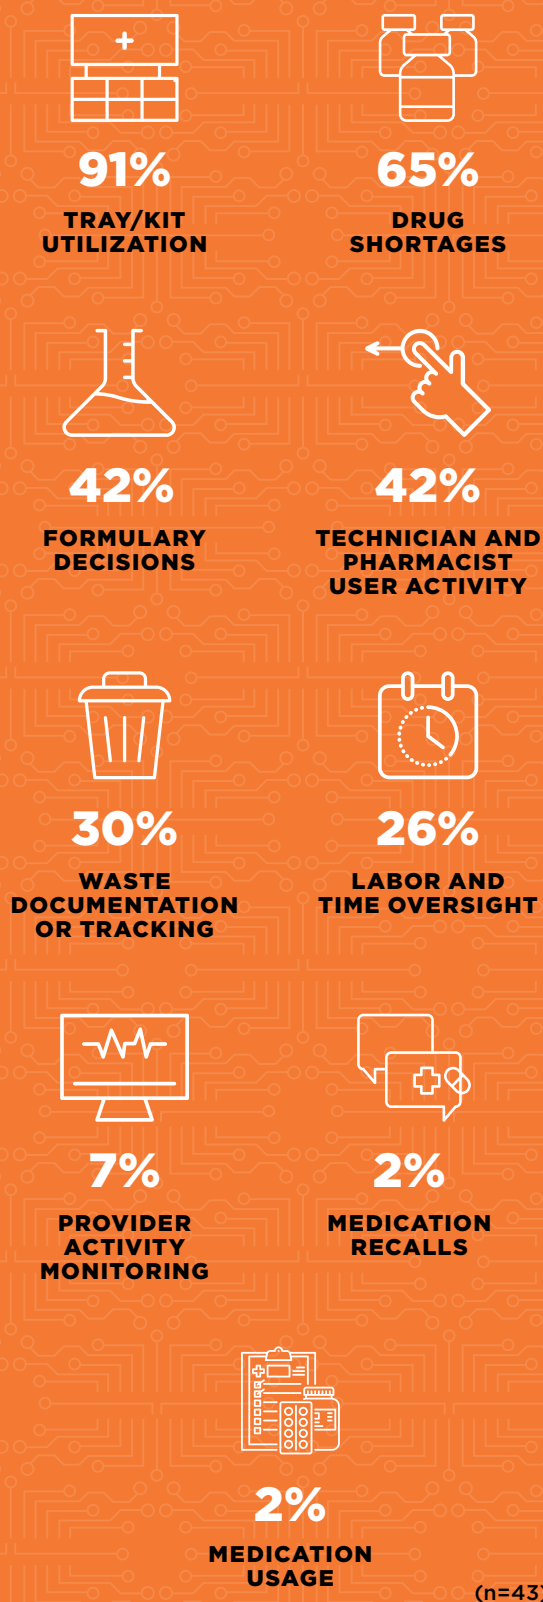 91%
TRAY/KIT
UTILIZATION
65%
DRUG
SHORTAGES
42%
FORMULARY
DECISIONS
42%
TECHNICIAN AND
PHARMACIST
USER ACTIVITY
30%
WASTE
DOCUMENTATION
OR TRACKING
26%
LABOR AND
TIME OVERSIGHT
7%
PROVIDER
ACTIVITY
MONITORING
2%
MEDICATION
RECALLS
2%
MEDICATION
USAGE
(n=43)